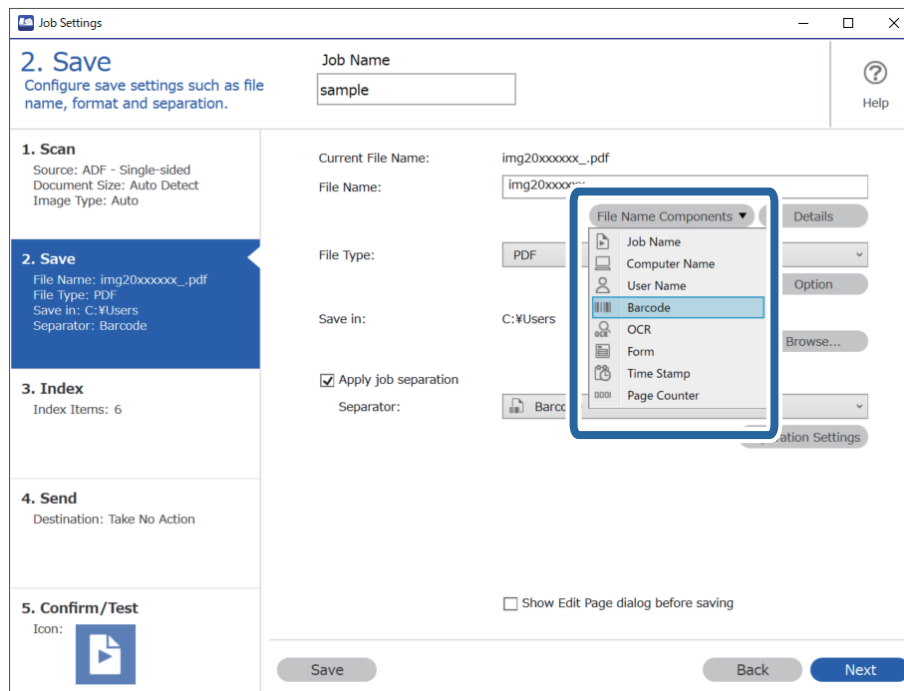 Job Settings
2. Save
Configure save settings such as file
name, format and separation.
Job Name
sample
Help
1. Scan
Source: ADF - Single-sided
Document Size: Auto Detect
Image Type: Auto
2. Save
File Name: img20xxxxxx_.pdf
File Type: PDF
Save in: C:¥Users
Separator: Barcode
3. Index
Index Items: 6
4. Send
Destination: Take No Action
5. Confirm/Test
Icon:
Current File Name: img20xxxxxx_.pdf
File Name: img20xxxxxx
File Name Components ▼ Details
File Type: PDF
Option
Save in: C:¥Users
Browse...
Job Name
Computer Name
User Name
Barcode
OCR
Form
Time Stamp
Page Counter
Apply job separation
Separator:
Settings
Show Edit Page dialog before saving
Save
Back
Next